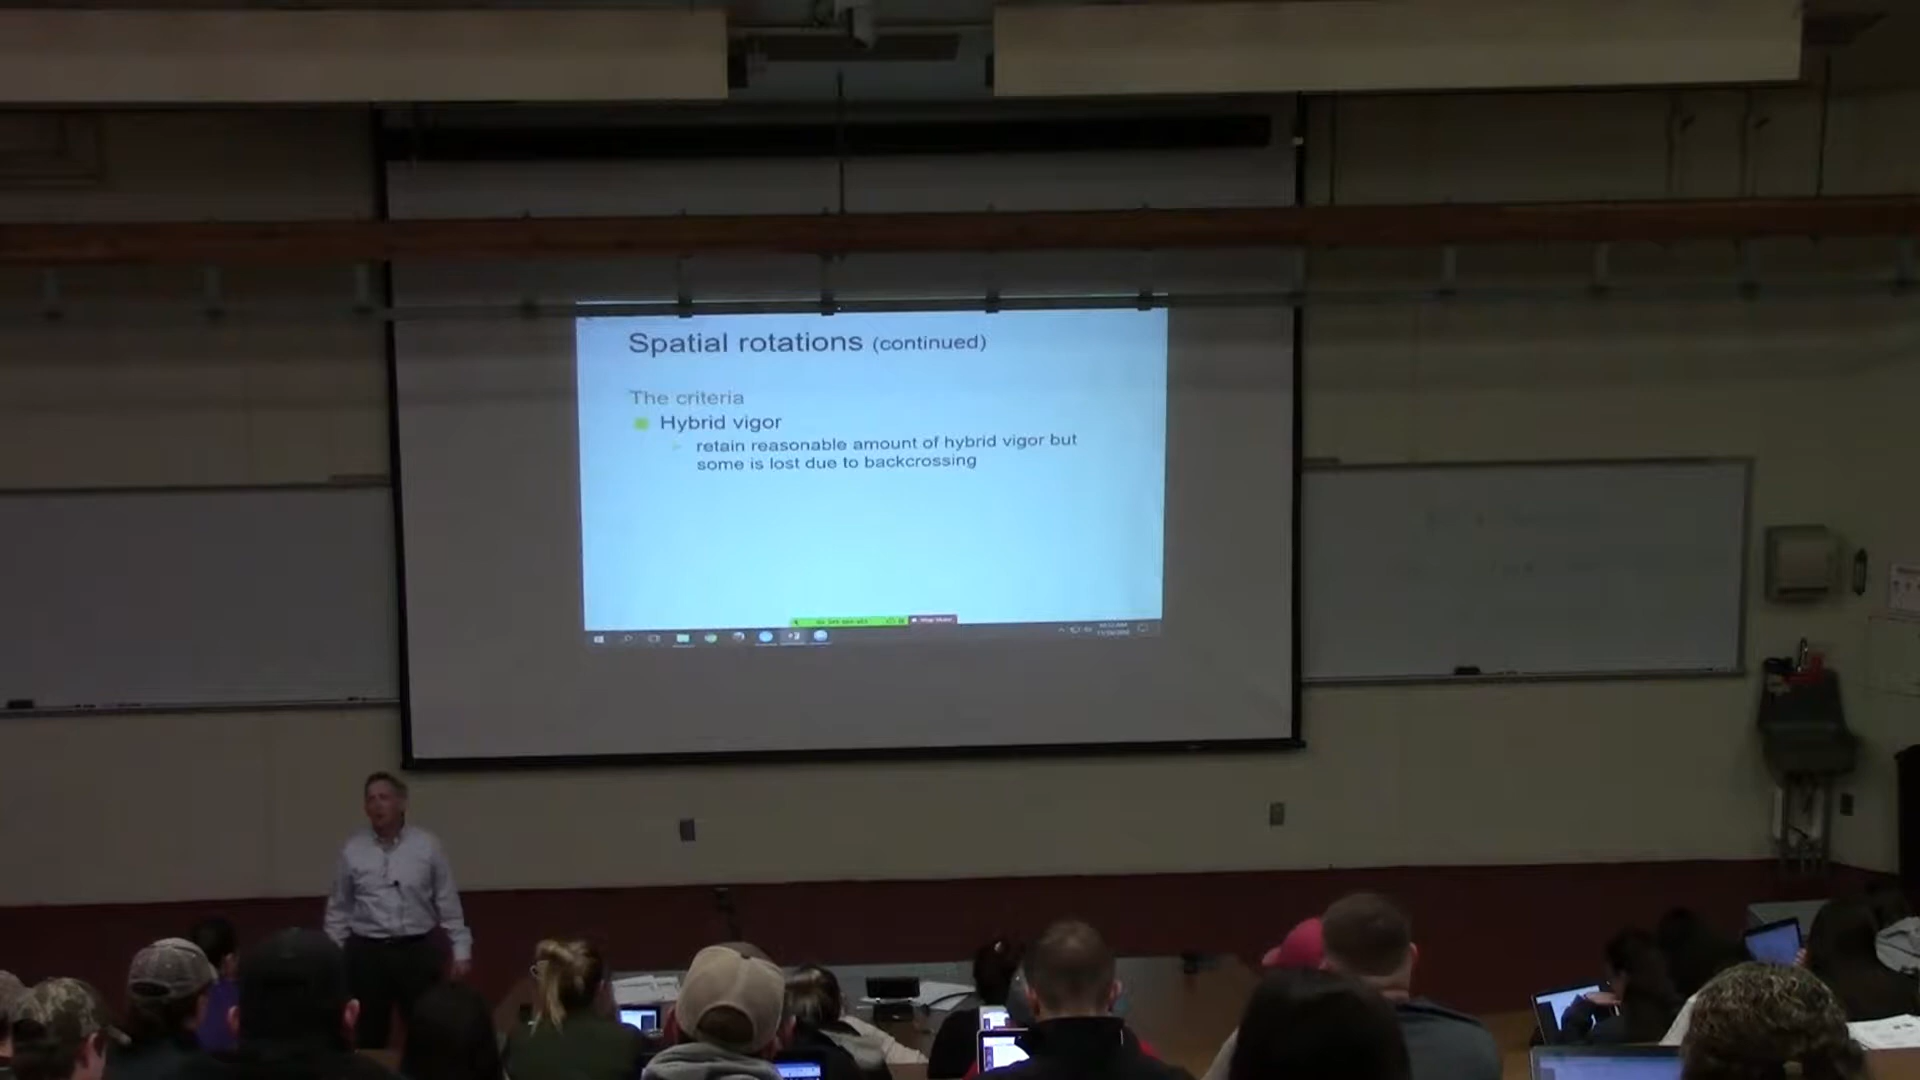 Spatial rotations (continued)
The criteria
Hybrid vigor
retain reasonable amount of hybrid vigor but
some is lost due to backcrossing